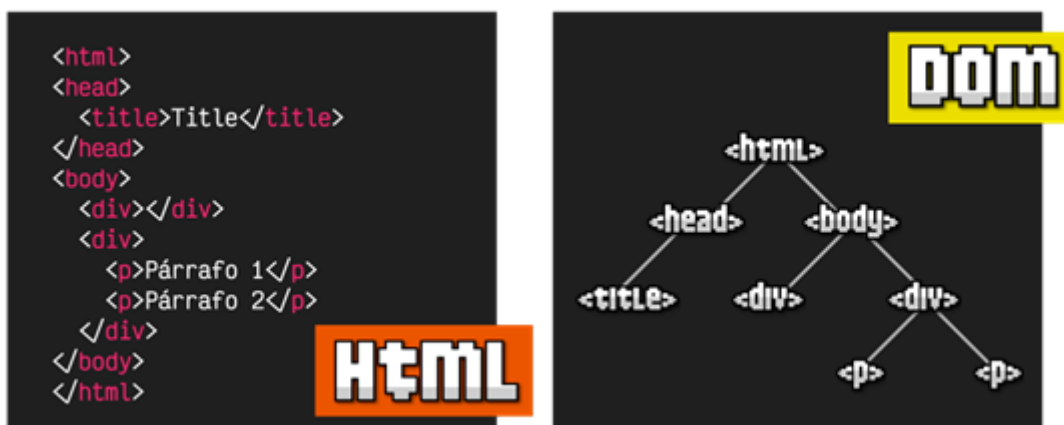 <html>
<head>
<title>Title</title>
</head>
<body>
<div></div>
<div>
<p>Párrafo 1</p>
<p>Párrafo 2</p>
</div>
</body>
</html>
HTML
DOM
<html>
<head> <body>
<title> <div> <div>
<p> <p>